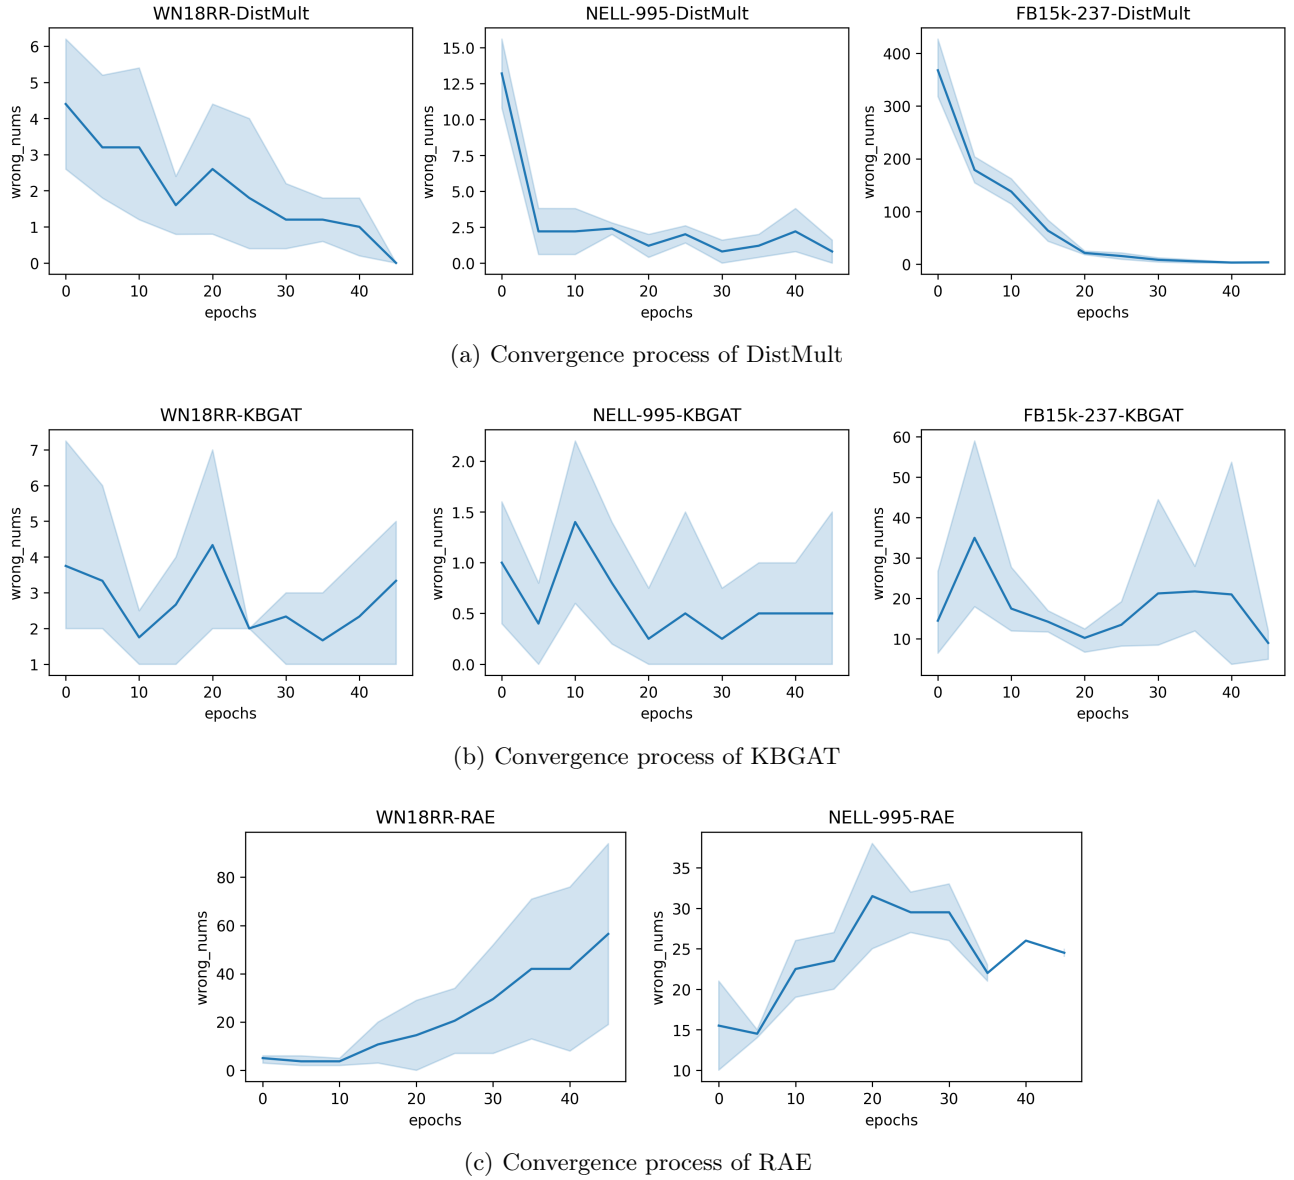 WN18RR-DistMult
NELL-995-DistMult
FB15k-237-DistMult
wrong_nums
6
5
4
3
2
1
0
0 10 20 30 40
epochs
wrong_nums
15.0
12.5
10.0
7.5
5.0
2.5
0.0
0 10 20 30 40
epochs
wrong_nums
400
300
200
100
0
0 10 20 30 40
epochs
(a) Convergence process of DistMult
WN18RR-KBGAT
NELL-995-KBGAT
FB15k-237-KBGAT
wrong_nums
7
6
5
4
3
2
1
0 10 20 30 40
epochs
wrong_nums
2.0
1.5
1.0
0.5
0.0
0 10 20 30 40
epochs
wrong_nums
60
50
40
30
20
10
0 10 20 30 40
epochs
(b) Convergence process of KBGAT
WN18RR-RAE
NELL-995-RAE
wrong_nums
80
60
40
20
0
0 10 20 30 40
epochs
wrong_nums
35
30
25
20
15
10
0 10 20 30 40
epochs
(c) Convergence process of RAE